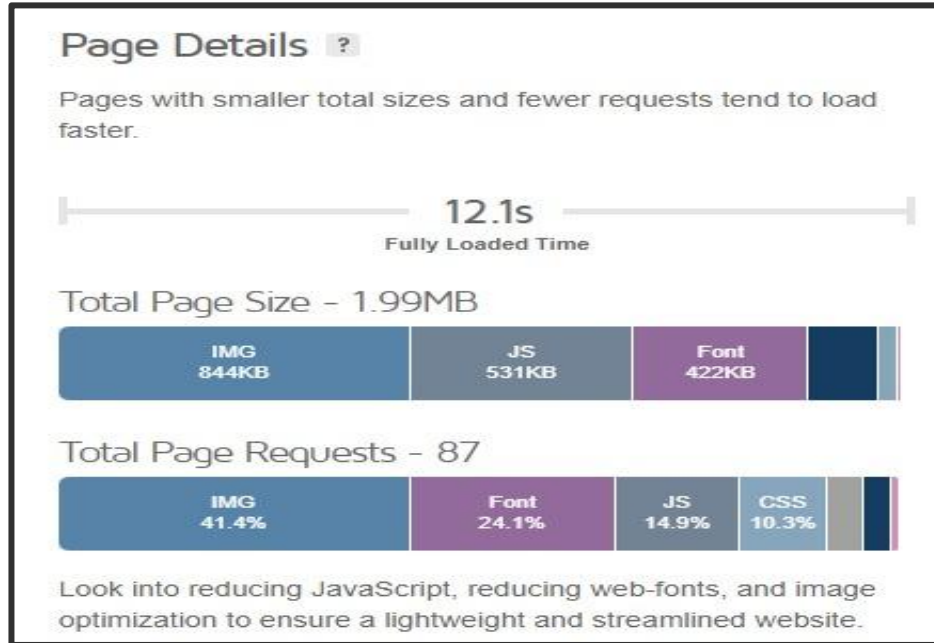 Page Details ?
Pages with smaller total sizes and fewer requests tend to load
faster.
12.1s
Fully Loaded Time
Total Page Size - 1.99MB
IMG JS Font
844KB 531KB 422KB
Total Page Requests - 87
IMG Font JS CSS
41.4% 24.1% 14.9% 10.3%
Look into reducing JavaScript, reducing web-fonts, and image
optimization to ensure a lightweight and streamlined website.